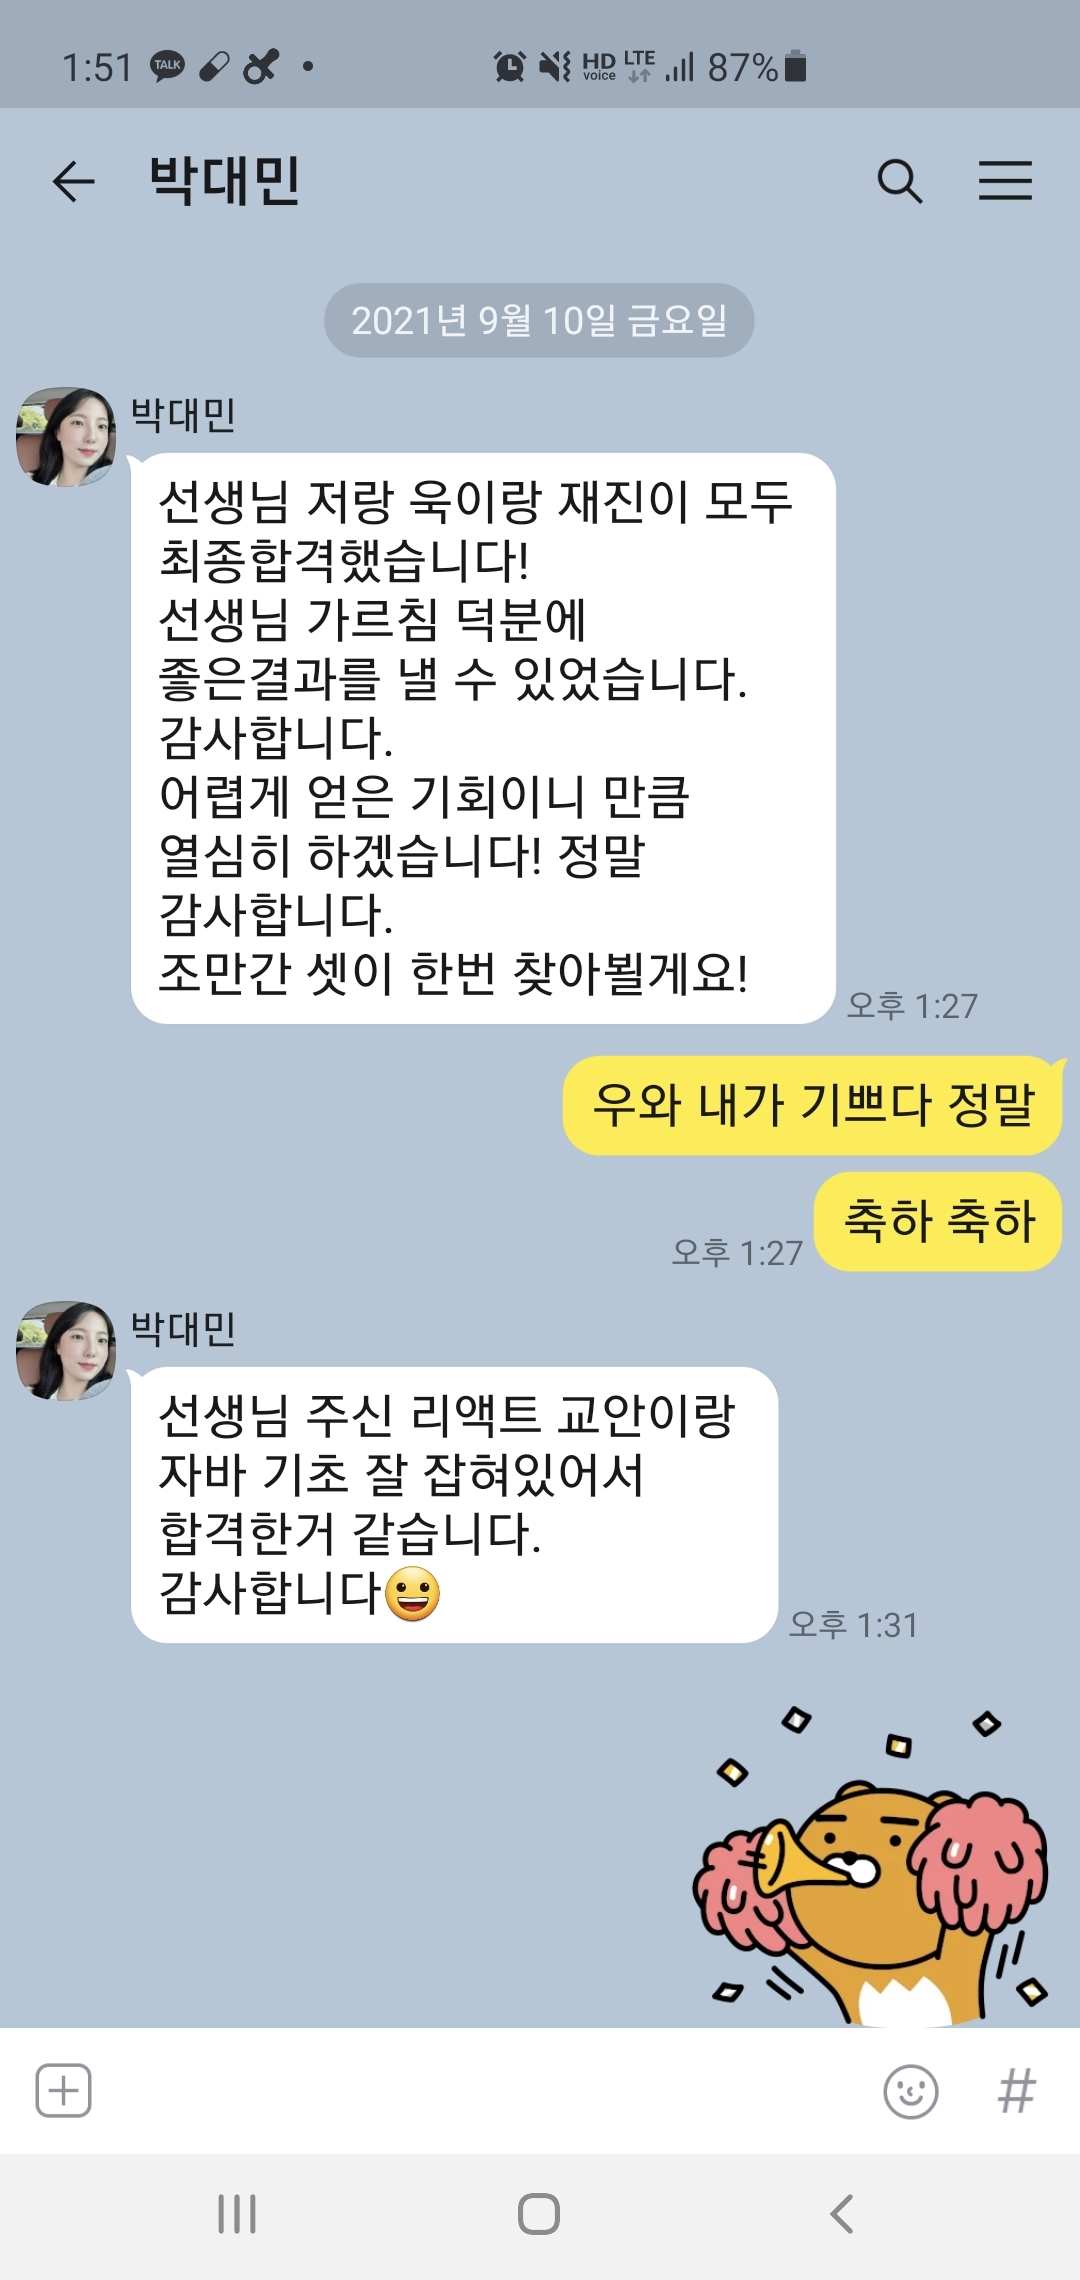 1:51 TALK HD voice LTE 87%
박대민
2021년 9월 10일 금요일
박대민
선생님 저랑 욱이랑 재진이 모두
최종합격했습니다!
선생님 가르침 덕분에
좋은결과를 낼 수 있었습니다.
감사합니다.
어렵게 얻은 기회이니 만큼
열심히 하겠습니다! 정말
감사합니다.
조만간 셋이 한번 찾아뵐게요!
오후 1:27
우와 내가 기쁘다 정말
축하 축하
오후 1:27
박대민
선생님 주신 리액트 교안이랑
자바 기초 잘 잡혀있어서
합격한거 같습니다.
감사합니다😀
오후 1:31
#